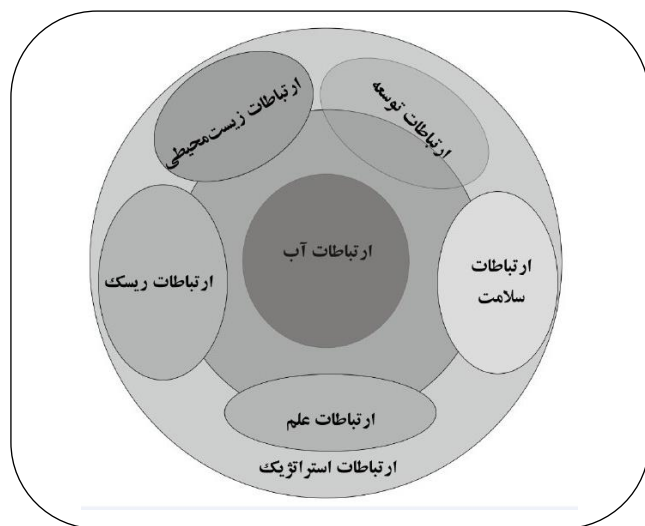 ارتباطات توسعه
ارتباطات زیست‌محیطی
ارتباطات آب
ارتباطات
سلامت
ارتباطات ریسک
ارتباطات علم
ارتباطات استراتژیک